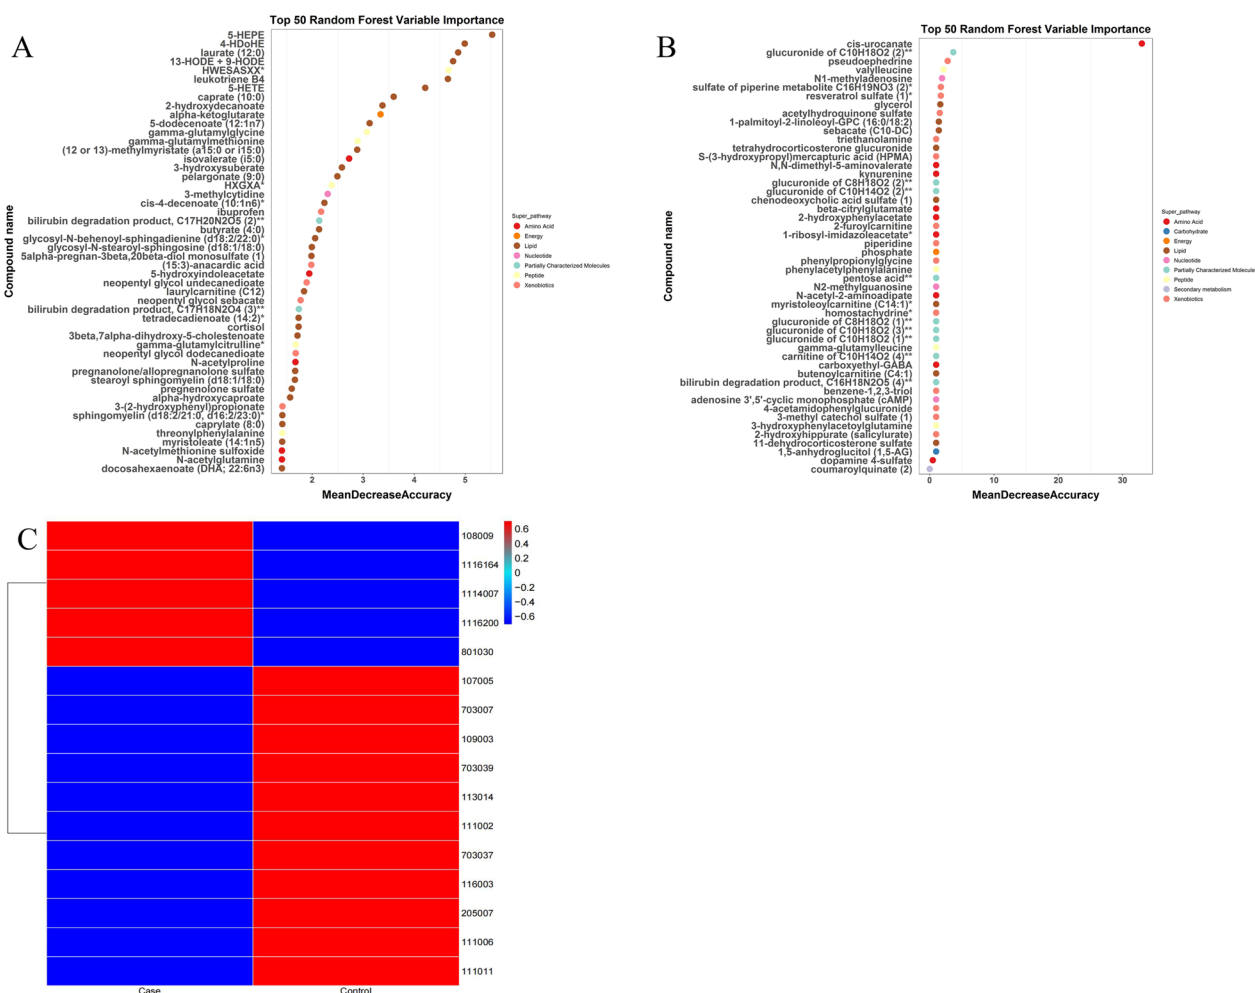 A
Top 50 Random Forest Variable Importance
Compound name
5-HEPE
4-HDoHE
laurate (12:0)
13-HODE + 9-HODE
HWESASXX*
leukotriene B4
5-HETE
caprate (10:0)
2-hydroxydecanoate
alpha-ketoglutarate
5-dodecenoate (12:1n7)
gamma-glutamylglycine
gamma-glutamylmethionine
(12 or 13)-methylmyristate (a15:0 or i15:0)
isovalerate (i5:0)
3-hydroxysuberate
pelargonate (9:0)
HXGXA*
3-methylcytidine
cis-4-decenoate (10:1n6)*
ibuprofen
bilirubin degradation product, C17H20N2O5 (2)**
butyrate (4:0)
glycosyl-N-behenoyl-sphingadienine (d18:2/22:0)*
glycosyl-N-stearoyl-sphingosine (d18:1/18:0)
5alpha-pregnan-3beta,20beta-diol monosulfate (1)
(15:3)-anacardic acid
5-hydroxyindoleacetate
neopentyl glycol undecanedioate
laurylcarnitine (C12)
neopentyl glycol sebacate
bilirubin degradation product, C17H18N2O4 (3)**
tetradecadienoate (14:2)*
cortisol
3beta,7alpha-dihydroxy-5-cholestenoate
gamma-glutamylcitrulline*
neopentyl glycol dodecanedioate
N-acetylproline
pregnanolone/allopregnanolone sulfate
stearoyl sphingomyelin (d18:1/18:0)
pregnenolone sulfate
alpha-hydroxycaproate
3-(2-hydroxyphenyl)propionate
sphingomyelin (d18:2/21:0, d16:2/23:0)*
caprylate (8:0)
threonylphenylalanine
myristoleate (14:1n5)
N-acetylmethionine sulfoxide
N-acetylglutamine
docosahexaenoate (DHA; 22:6n3)
2 3 4 5
MeanDecreaseAccuracy
Super_pathway
Amino Acid
Energy
Lipid
Nucleotide
Partially Characterized Molecules
Peptide
Xenobiotics
B
Top 50 Random Forest Variable Importance
Compound name
cis-urocanate
glucuronide of C10H18O2 (2)**
pseudoephedrine
valylleucine
N1-methyladenosine
sulfate of piperine metabolite C16H19NO3 (2)*
resveratrol sulfate (1)*
glycerol
acetylhydroquinone sulfate
1-palmitoyl-2-linoleoyl-GPC (16:0/18:2)
sebacate (C10-DC)
triethanolamine
tetrahydrocorticosterone glucuronide
S-(3-hydroxypropyl)mercapturic acid (HPMA)
N,N-dimethyl-5-aminovalerate
kynurenine
glucuronide of C8H18O2 (2)**
glucuronide of C10H14O2 (2)**
chenodeoxycholic acid sulfate (1)
beta-citrylglutamate
2-hydroxyphenylacetate
2-furoylcarnitine
1-ribosyl-imidazoleacetate*
piperidine
phosphate
phenylpropionylglycine
phenylacetylphenylalanine
pentose acid**
N2-methylguanosine
N-acetyl-2-aminoadipate
myristoleoylcarnitine (C14:1)*
homostachydrine*
glucuronide of C8H18O2 (1)**
glucuronide of C10H18O2 (3)**
glucuronide of C10H18O2 (1)**
gamma-glutamylleucine
carnitine of C10H14O2 (4)**
carboxyethyl-GABA
butenoylcarnitine (C4:1)
bilirubin degradation product, C16H18N2O5 (4)**
benzene-1,2,3-triol
adenosine 3',5'-cyclic monophosphate (cAMP)
4-acetamidophenylglucuronide
3-methyl catechol sulfate (1)
3-hydroxyphenylacetoylglutamine
2-hydroxyhippurate (salicylurate)
11-dehydrocorticosterone sulfate
1,5-anhydroglucitol (1,5-AG)
dopamine 4-sulfate
coumaroylquinate (2)
0 10 20 30
MeanDecreaseAccuracy
Super_pathway
Amino Acid
Carbohydrate
Energy
Lipid
Nucleotide
Partially Characterized Molecules
Peptide
Secondary metabolism
Xenobiotics
C
108009
1116164
1114007
1116200
801030
107005
703007
109003
703039
113014
111002
703037
116003
205007
111006
111011
Case Control
0.6
0.4
0.2
0
−0.2
−0.4
−0.6